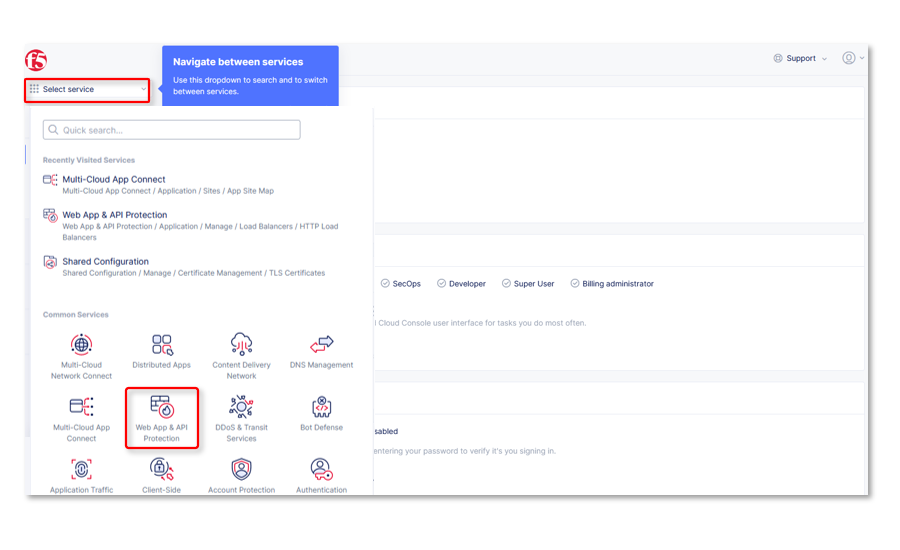 f5
Navigate between services
Use this dropdown to search and to switch
between services.
Support
Select service
Quick search...
Recently Visited Services
Multi-Cloud App Connect
Multi-Cloud App Connect / Application / Sites / App Site Map
Web App & API Protection
Web App & API Protection / Application / Manage / Load Balancers / HTTP Load
Balancers
Shared Configuration
Shared Configuration / Manage / Certificate Management / TLS Certificates
SecOps
Developer
Super User
Billing administrator
Common Services
Cloud Console user interface for tasks you do most often.
Multi-Cloud
Network Connect
Distributed Apps
Content Delivery
Network
DNS Management
Multi-Cloud App
Connect
Web App & API
Protection
DDoS & Transit
Services
Bot Defense
sabled
entering your password to verify it's you signing in.
Application Traffic
Client-Side
Account Protection
Authentication